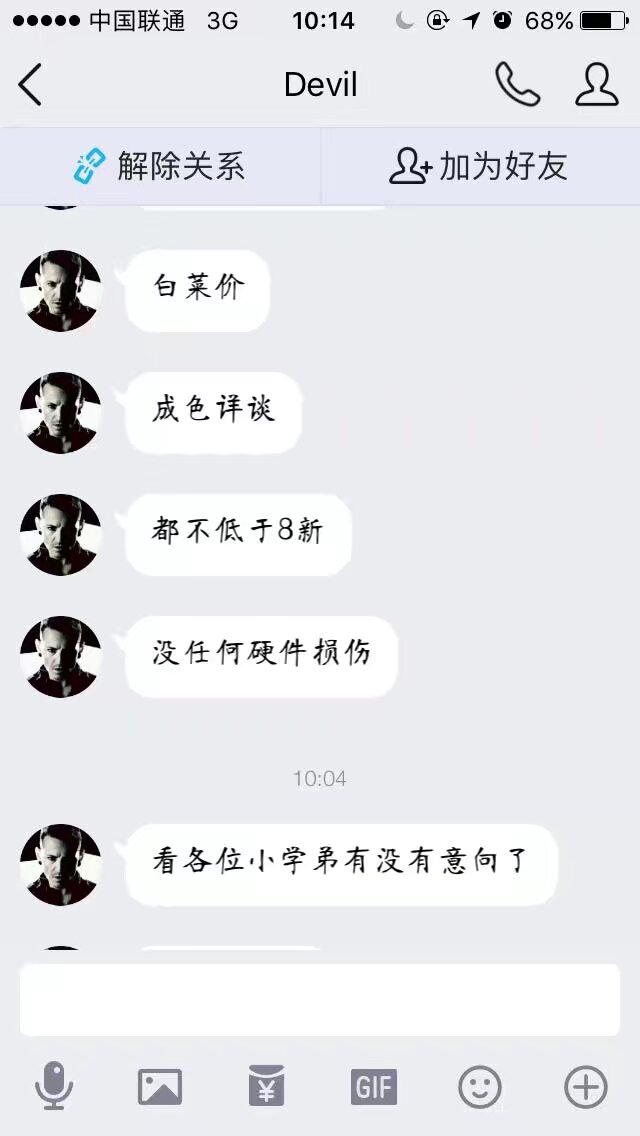 中国联通 3G 10:14 68%
Devil
解除关系 加为好友
白菜价
成色详谈
都不低于8新
没任何硬件损伤
10:04
看各位小学弟有没有意向了
¥ GIF